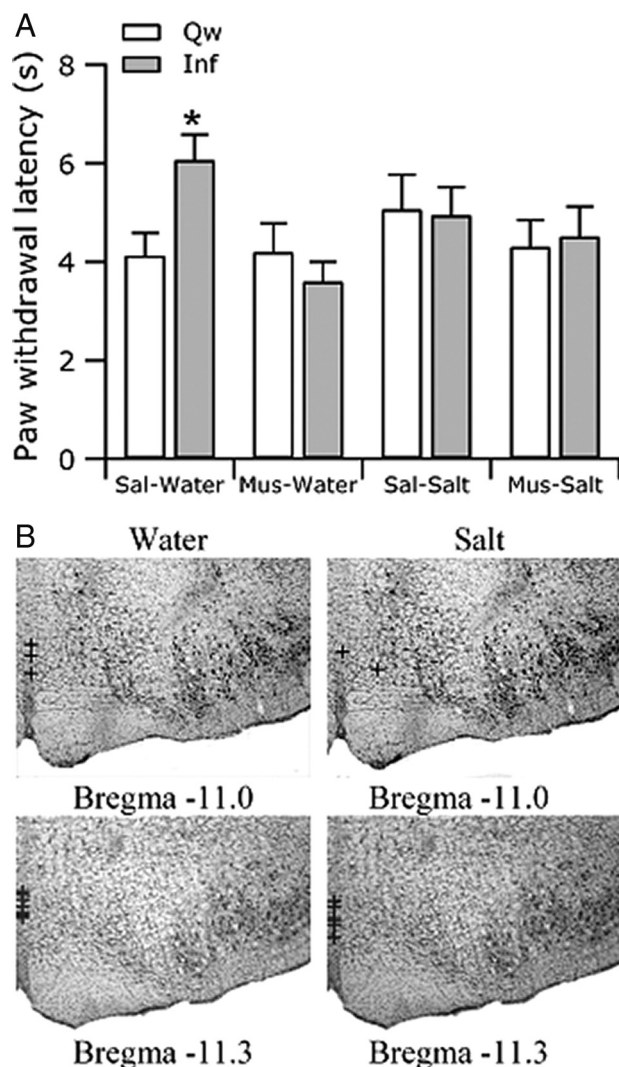 A
Qw
Inf
Paw withdrawal latency (s)
8
6
4
2
0
*
Sal-Water
Mus-Water
Sal-Salt
Mus-Salt
B
Water
Salt
Bregma -11.0
Bregma -11.0
Bregma -11.3
Bregma -11.3